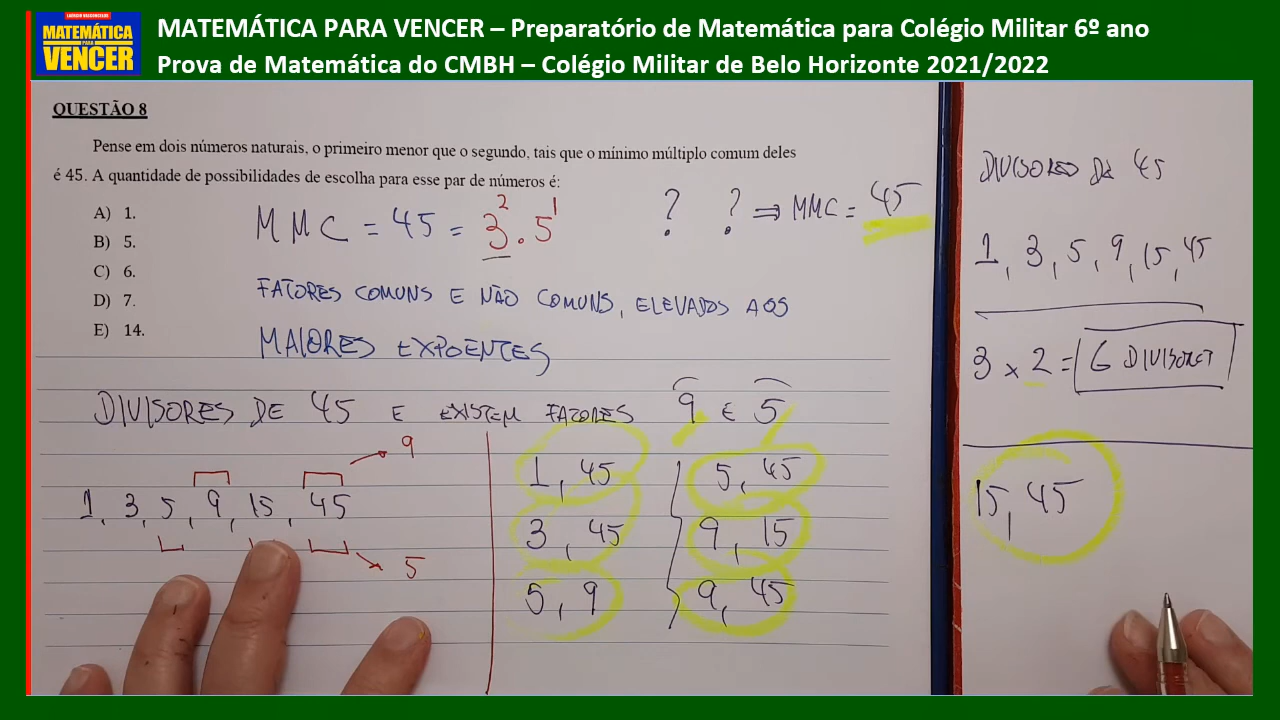 LAÉRCIO VASCONCELOS
MATEMÁTICA
PARA
VENCER
MATEMÁTICA PARA VENCER – Preparatório de Matemática para Colégio Militar 6º ano
Prova de Matemática do CMBH – Colégio Militar de Belo Horizonte 2021/2022
QUESTÃO 8
Pense em dois números naturais, o primeiro menor que o segundo, tais que o mínimo múltiplo comum deles
é 45. A quantidade de possibilidades de escolha para esse par de números é:
A) 1.
B) 5.
C) 6.
D) 7.
E) 14.
MMC = 45 = 3² . 5¹
? ? ⇒ MMC = 45
FATORES COMUNS E NÃO COMUNS, ELEVADOS AOS
MAIORES EXPOENTES
DIVISORES DE 45 E EXISTEM FATORES 9 E 5
9
1, 3, 5, 9, 15, 45
5
1, 45
3, 45
5, 9
5, 45
9, 15
9, 45
DIVISORES DE 45
1, 3, 5, 9, 15, 45
3 x 2 = 6 DIVISORES
15, 45